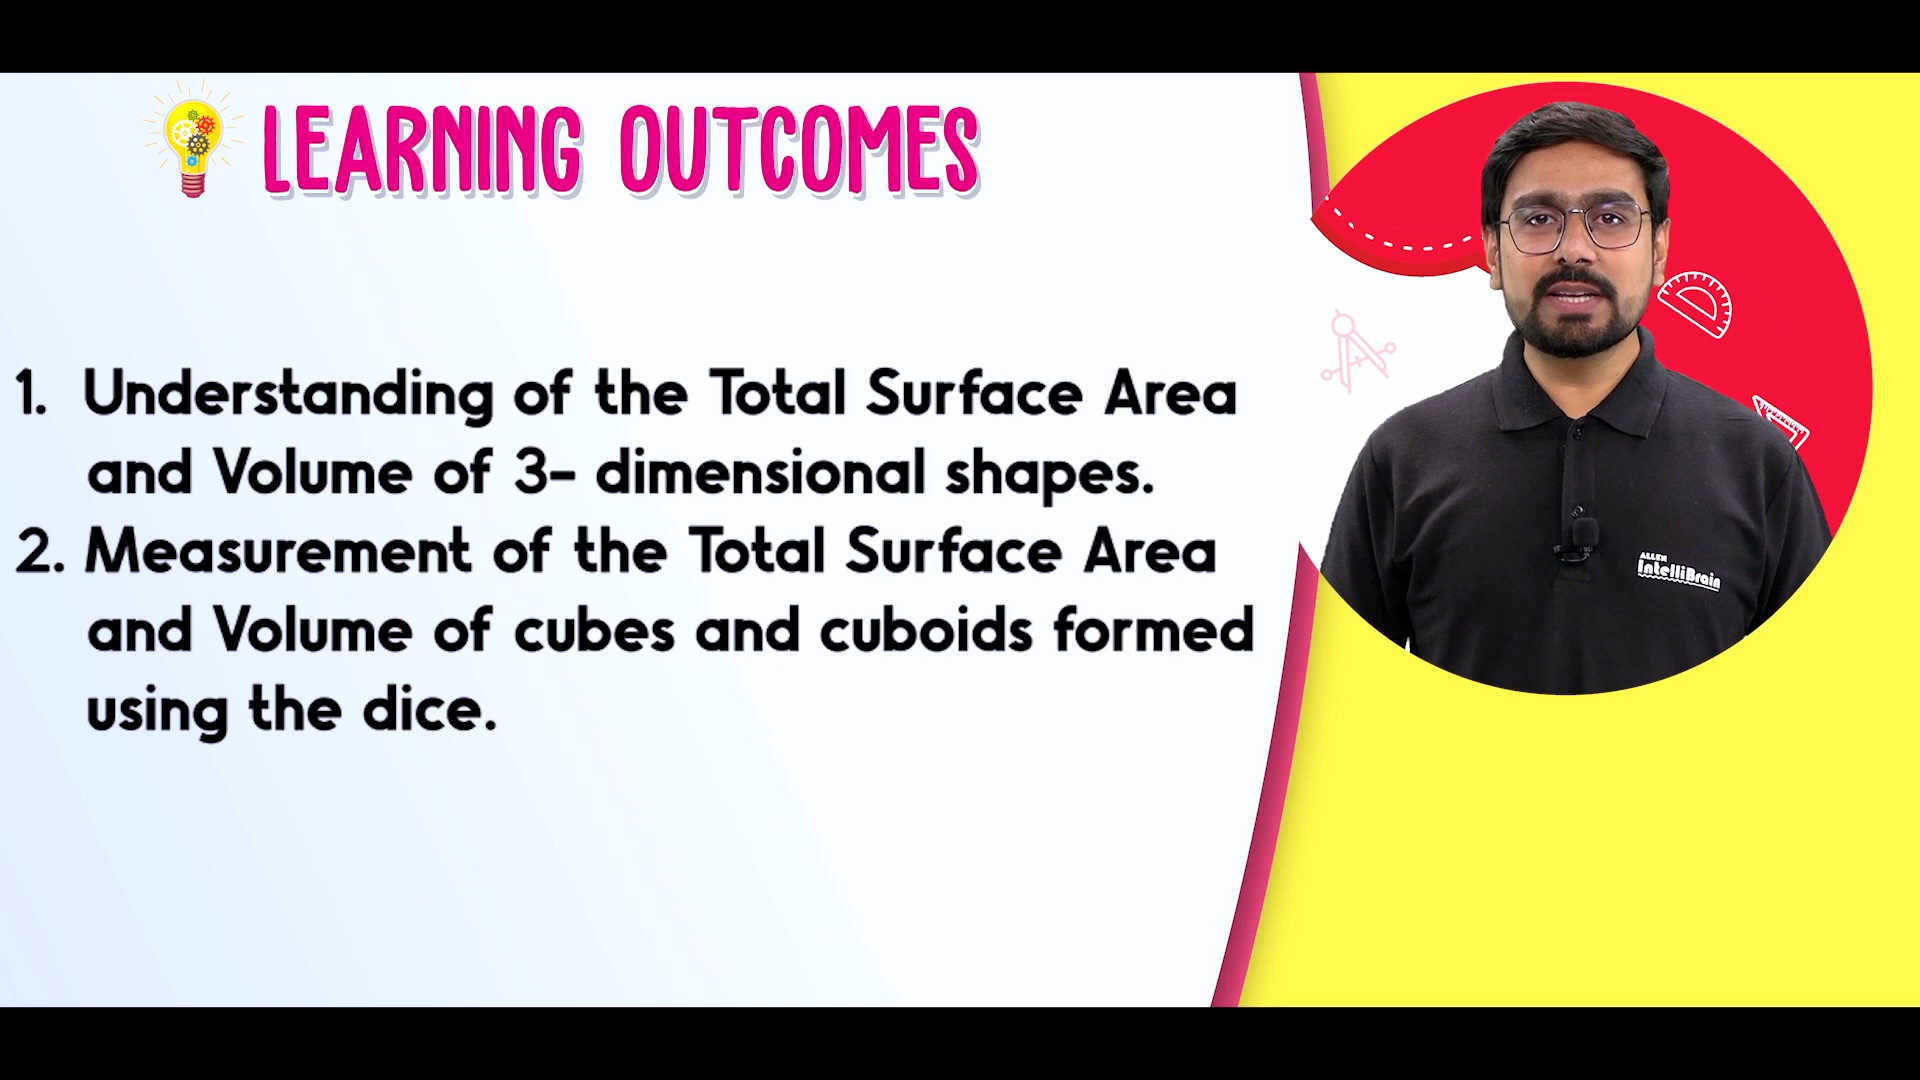 LEARNING OUTCOMES
1. Understanding of the Total Surface Area
and Volume of 3- dimensional shapes.
2. Measurement of the Total Surface Area
and Volume of cubes and cuboids formed
using the dice.
ALLEN
IntelliBrain